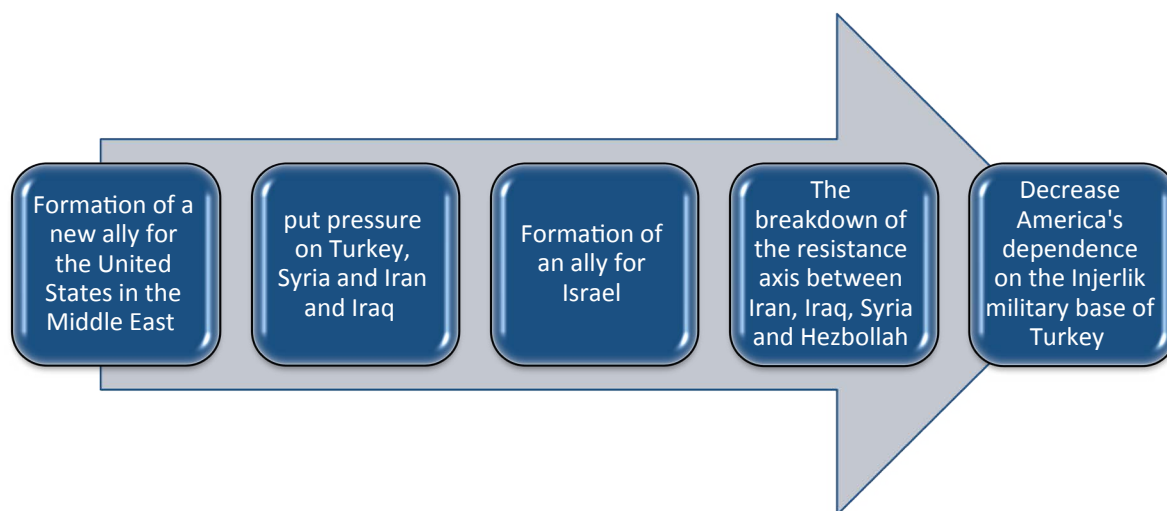 Formation of a
new ally for
the United
States in the
Middle East
put pressure
on Turkey,
Syria and Iran
and Iraq
Formation of
an ally for
Israel
The
breakdown of
the resistance
axis between
Iran, Iraq, Syria
and Hezbollah
Decrease
America's
dependence
on the Injerlik
military base of
Turkey